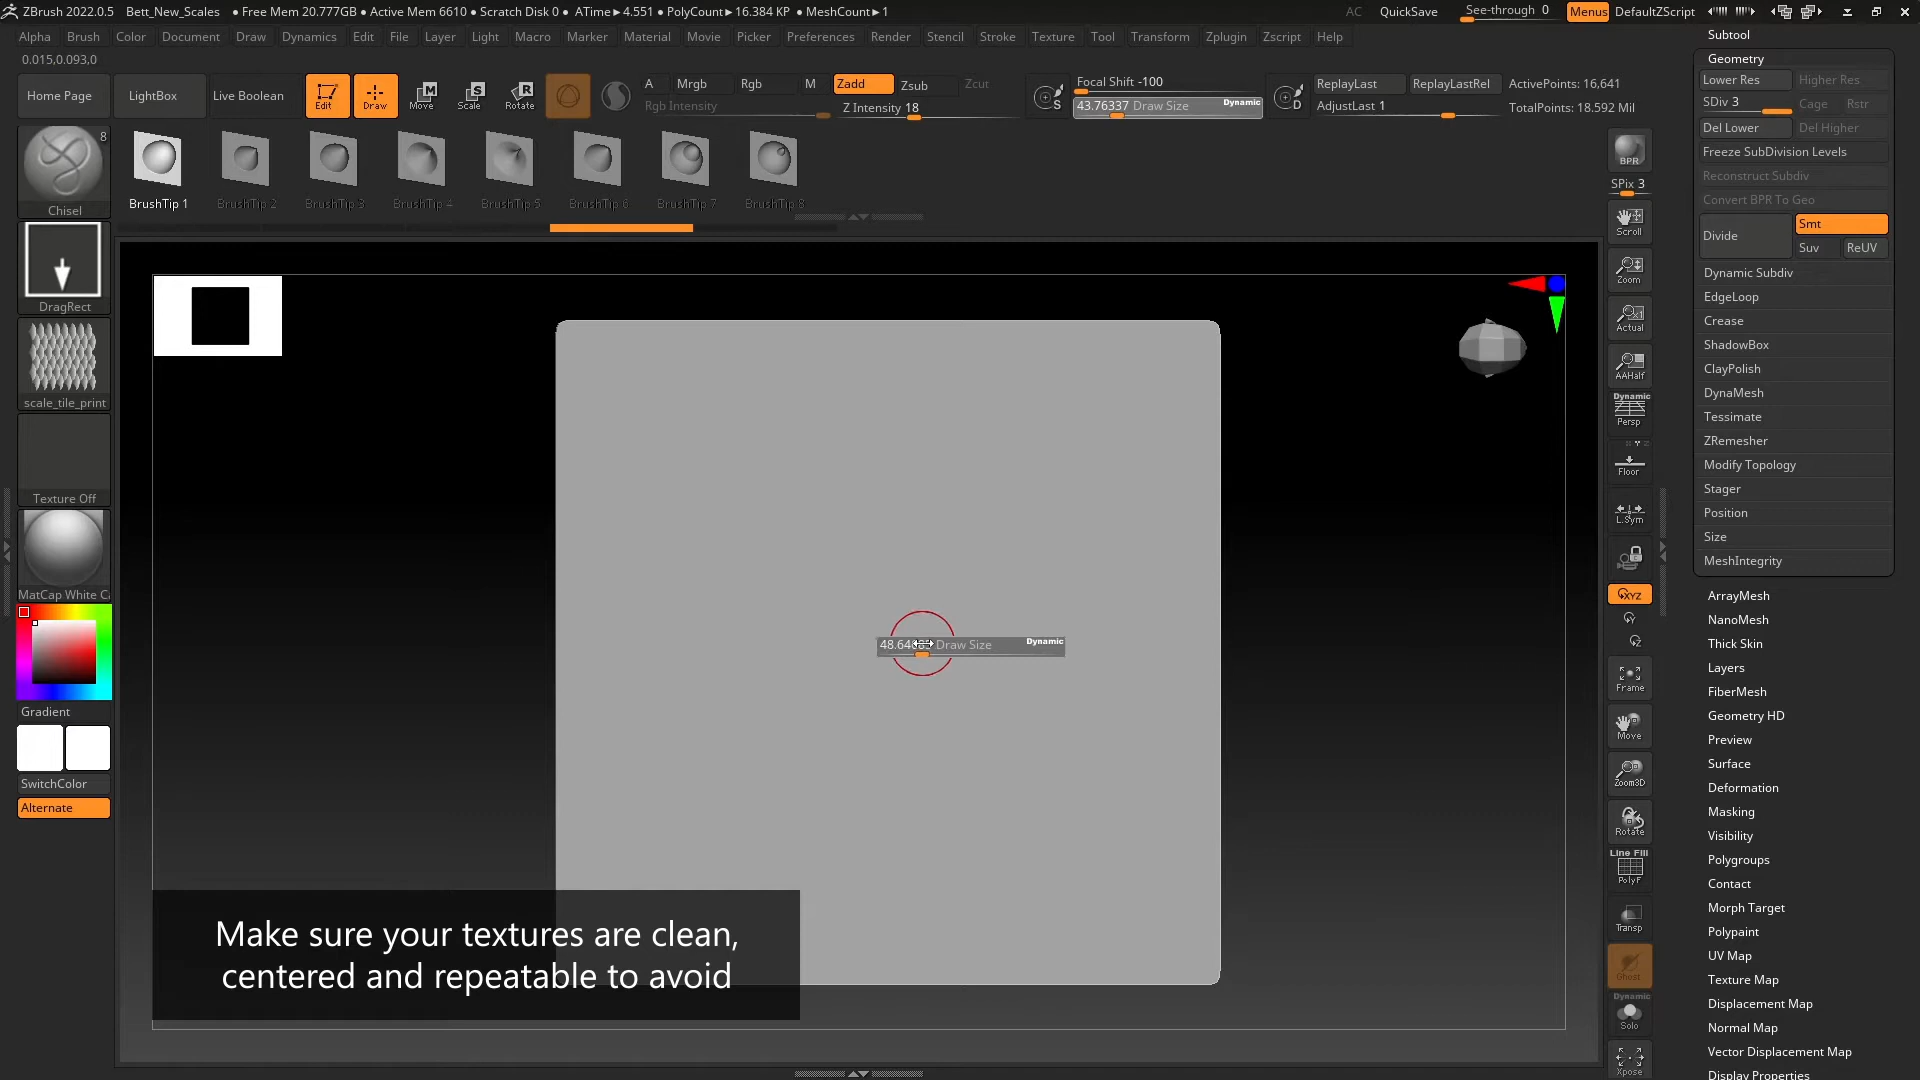 ZBrush 2022.0.5 Bett_New_Scales ● Free Mem 20.777GB ● Active Mem 6610 ● Scratch Disk 0 ● ATime►4.551 ● PolyCount►16.384 KP ● MeshCount►1 AC QuickSave See-through 0 Menus DefaultZScript
Alpha Brush Color Document Draw Dynamics Edit File Layer Light Macro Marker Material Movie Picker Preferences Render Stencil Stroke Texture Tool Transform Zplugin Zscript Help
0.015,0.093,0
Home Page LightBox Live Boolean Edit Draw Move Scale Rotate
A Mrgb Rgb M Zadd Zsub Zcut
Rgb Intensity Z Intensity 18
S Focal Shift -100
43.76337 Draw Size Dynamic
D ReplayLast ReplayLastRel ActivePoints: 16,641
AdjustLast 1 TotalPoints: 18.592 Mil
8
Chisel
BrushTip 1 BrushTip 2 BrushTip 3 BrushTip 4 BrushTip 5 BrushTip 6 BrushTip 7 BrushTip 8
DragRect
scale_tile_print
Texture Off
MatCap White C
Gradient
SwitchColor
Alternate
Draw Size Dynamic
Make sure your textures are clean,
centered and repeatable to avoid
BPR
SPix 3
Scroll
Zoom
Actual
AAHalf
Dynamic
Persp
Floor
L.Sym
XYZ
Frame
Move
Zoom3D
Rotate
Line Fill
PolyF
Transp
Ghost
Dynamic
Solo
Xpose
Subtool
Geometry
Lower Res Higher Res
SDiv 3 Cage Rstr
Del Lower Del Higher
Freeze SubDivision Levels
Reconstruct Subdiv
Convert BPR To Geo
Divide Smt
Suv ReUV
Dynamic Subdiv
EdgeLoop
Crease
ShadowBox
ClayPolish
DynaMesh
Tessimate
ZRemesher
Modify Topology
Stager
Position
Size
MeshIntegrity
ArrayMesh
NanoMesh
Thick Skin
Layers
FiberMesh
Geometry HD
Preview
Surface
Deformation
Masking
Visibility
Polygroups
Contact
Morph Target
Polypaint
UV Map
Texture Map
Displacement Map
Normal Map
Vector Displacement Map
Display Properties